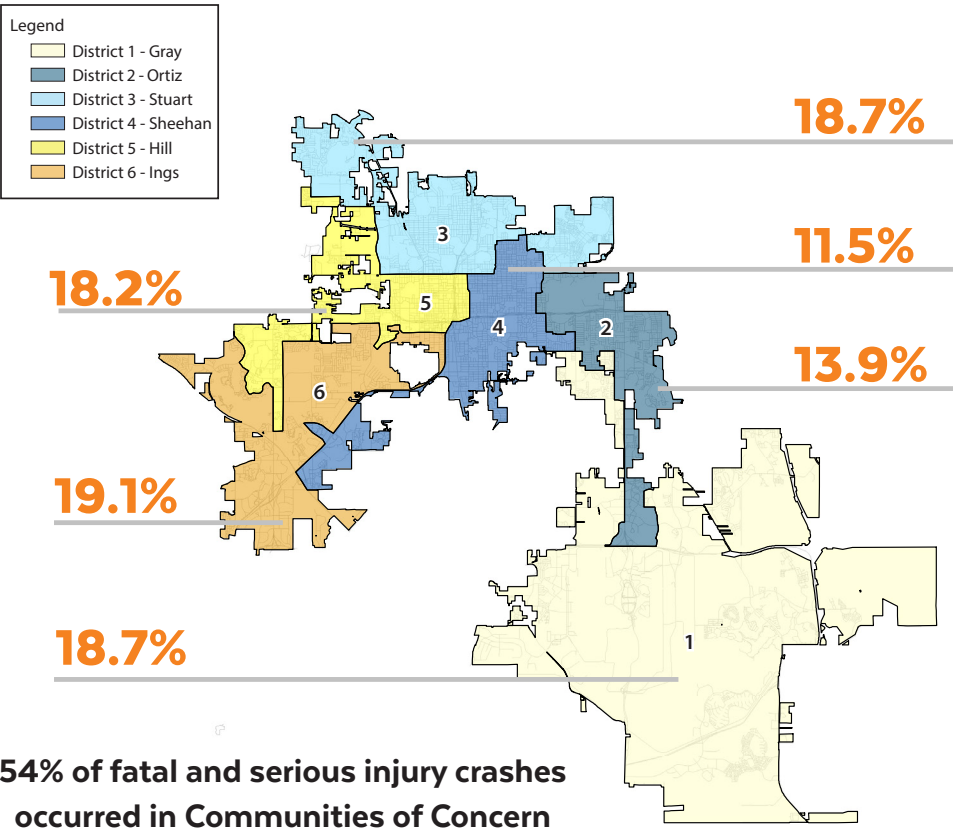 Legend
District 1 - Gray
District 2 - Ortiz
District 3 - Stuart
District 4 - Sheehan
District 5 - Hill
District 6 - Ings
18.7%
3
11.5%
18.2%
5
4
2
13.9%
6
19.1%
18.7%
1
54% of fatal and serious injury crashes
occurred in Communities of Concern